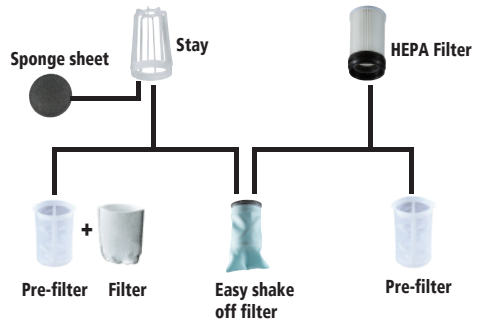 Stay
Sponge sheet
HEPA Filter
+
Pre-filter
Filter
Easy shake
off filter
Pre-filter